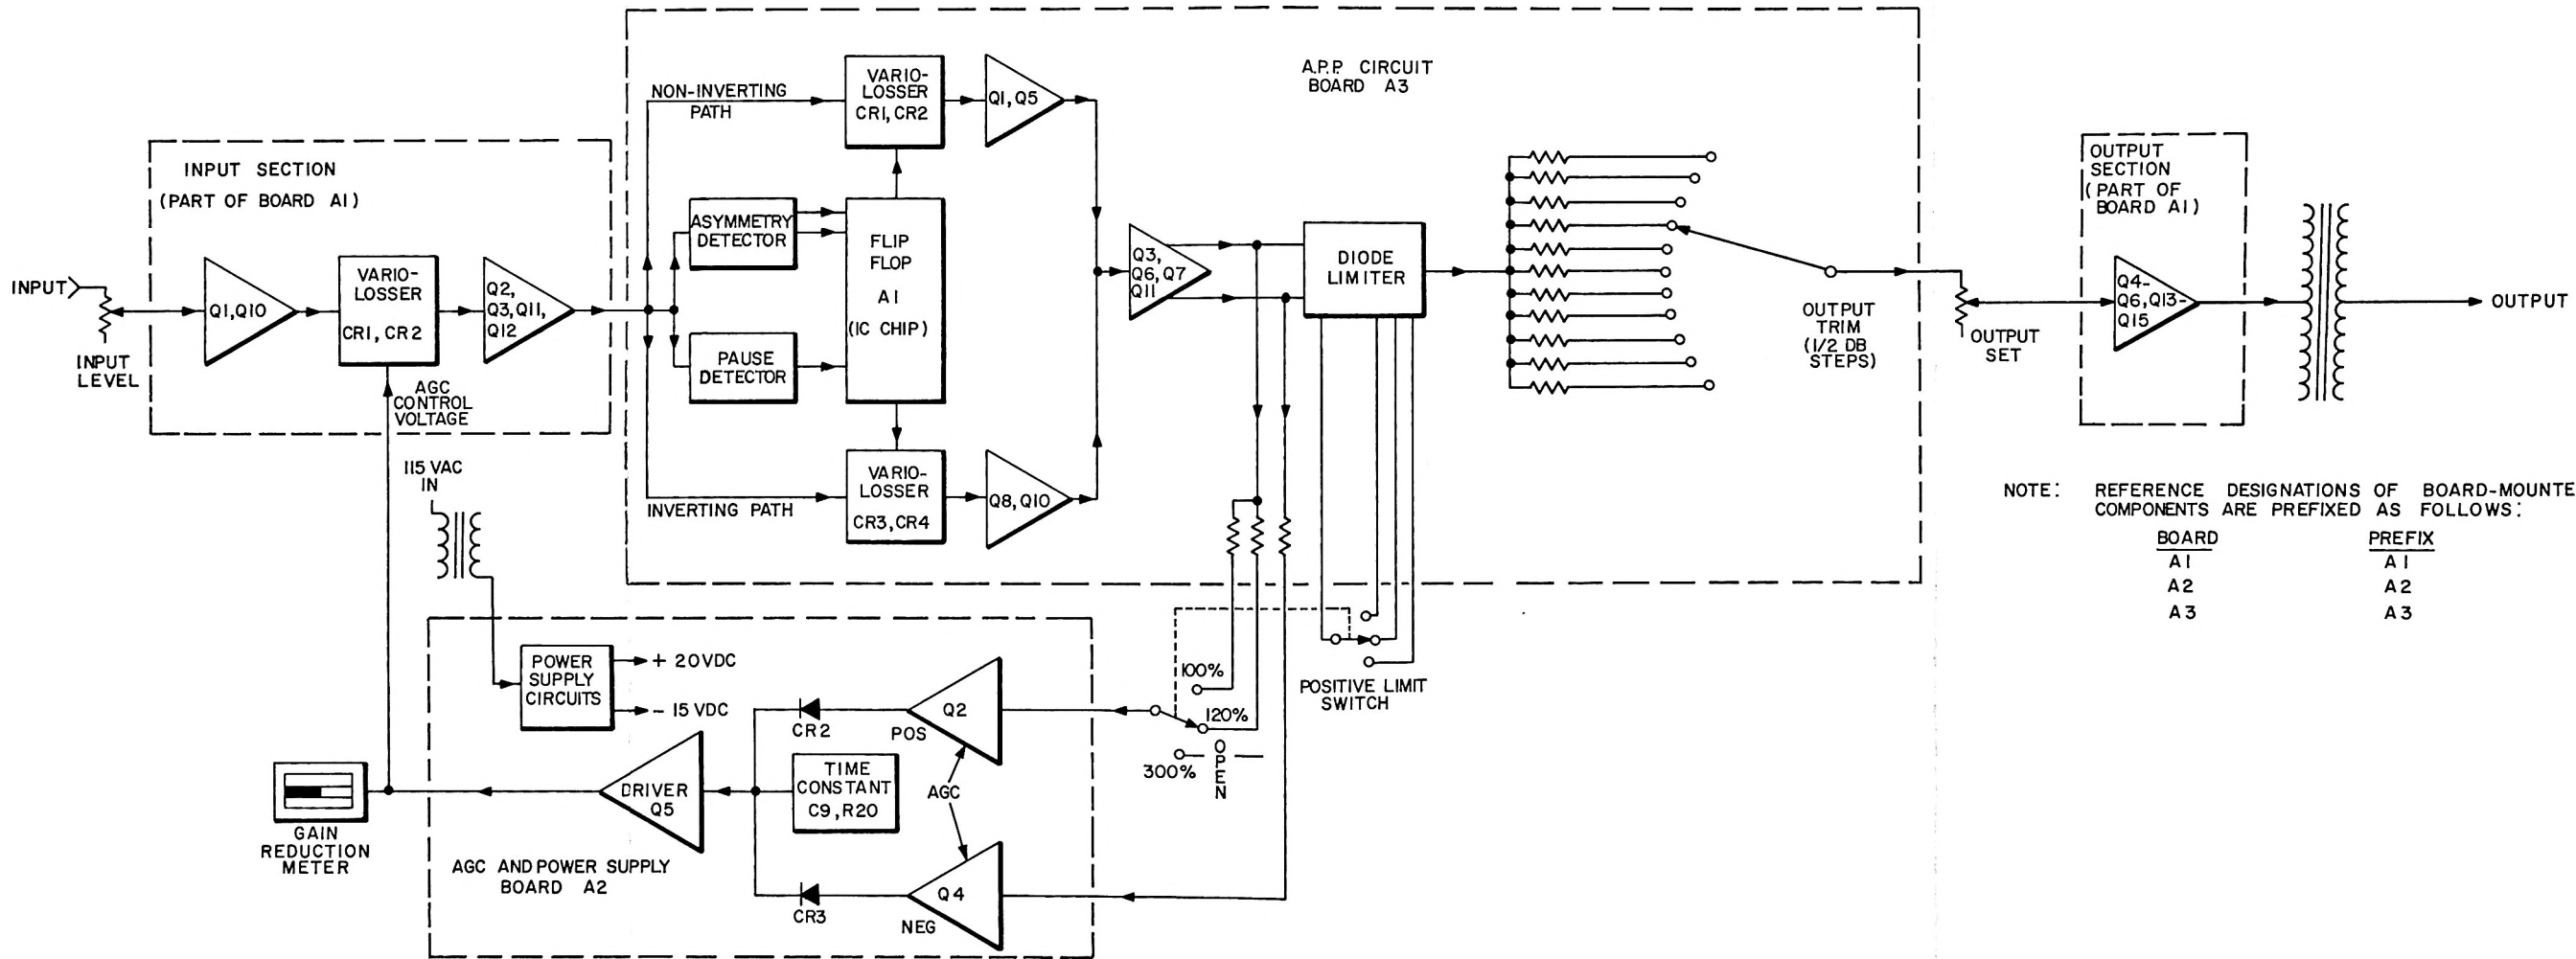 INPUT
INPUT
LEVEL
INPUT SECTION
(PART OF BOARD A1)
Q1,Q10
VARIO-
LOSSER
CR1, CR2
Q2,
Q3,Q11,
Q12
AGC
CONTROL
VOLTAGE
A.P.P. CIRCUIT
BOARD A3
NON-INVERTING
PATH
VARIO-
LOSSER
CR1, CR2
Q1, Q5
ASYMMETRY
DETECTOR
FLIP
FLOP
A1
(IC CHIP)
PAUSE
DETECTOR
INVERTING PATH
VARIO-
LOSSER
CR3,CR4
Q8,Q10
Q3,
Q6,Q7
Q11
DIODE
LIMITER
OUTPUT
TRIM
(1/2 DB
STEPS)
OUTPUT
SET
OUTPUT
SECTION
(PART OF
BOARD A1)
Q4-
Q6,Q13-
Q15
OUTPUT
115 VAC
IN
POWER
SUPPLY
CIRCUITS
+ 20VDC
- 15 VDC
100%
120%
300%
OPEN
POSITIVE LIMIT
SWITCH
Q2
POS
CR2
TIME
CONSTANT
C9,R20
AGC
DRIVER
Q5
Q4
NEG
CR3
GAIN
REDUCTION
METER
AGC AND POWER SUPPLY
BOARD A2
NOTE: REFERENCE DESIGNATIONS OF BOARD-MOUNTE
COMPONENTS ARE PREFIXED AS FOLLOWS:
BOARD PREFIX
A1 A1
A2 A2
A3 A3